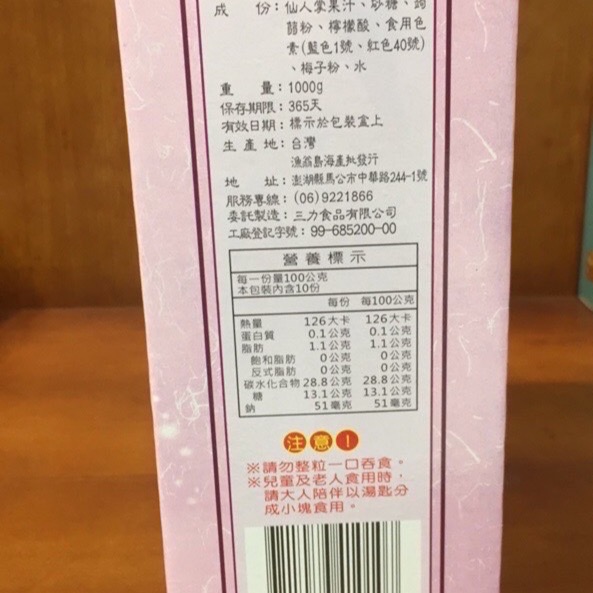 成 份：仙人掌果汁、砂糖、蒟
蒻粉、檸檬酸、食用色
素(藍色1號、紅色40號)
、梅子粉、水
重 量：1000g
保存期限：365天
有效日期：標示於包裝盒上
生 產 地：台灣
漁翁島海產批發行
地 址：澎湖縣馬公市中華路244-1號
服務專線：(06)9221866
委託製造：三力食品有限公司
工廠登記字號：99-685200-00
營養標示
每一份量100公克
本包裝內含10份
每份 每100公克
熱量 126大卡 126大卡
蛋白質 0.1公克 0.1公克
脂肪 1.1公克 1.1公克
飽和脂肪 0公克 0公克
反式脂肪 0公克 0公克
碳水化合物 28.8公克 28.8公克
糖 13.1公克 13.1公克
鈉 51毫克 51毫克
注意！
※請勿整粒一口吞食。
※兒童及老人食用時，
請大人陪伴以湯匙分
成小塊食用。